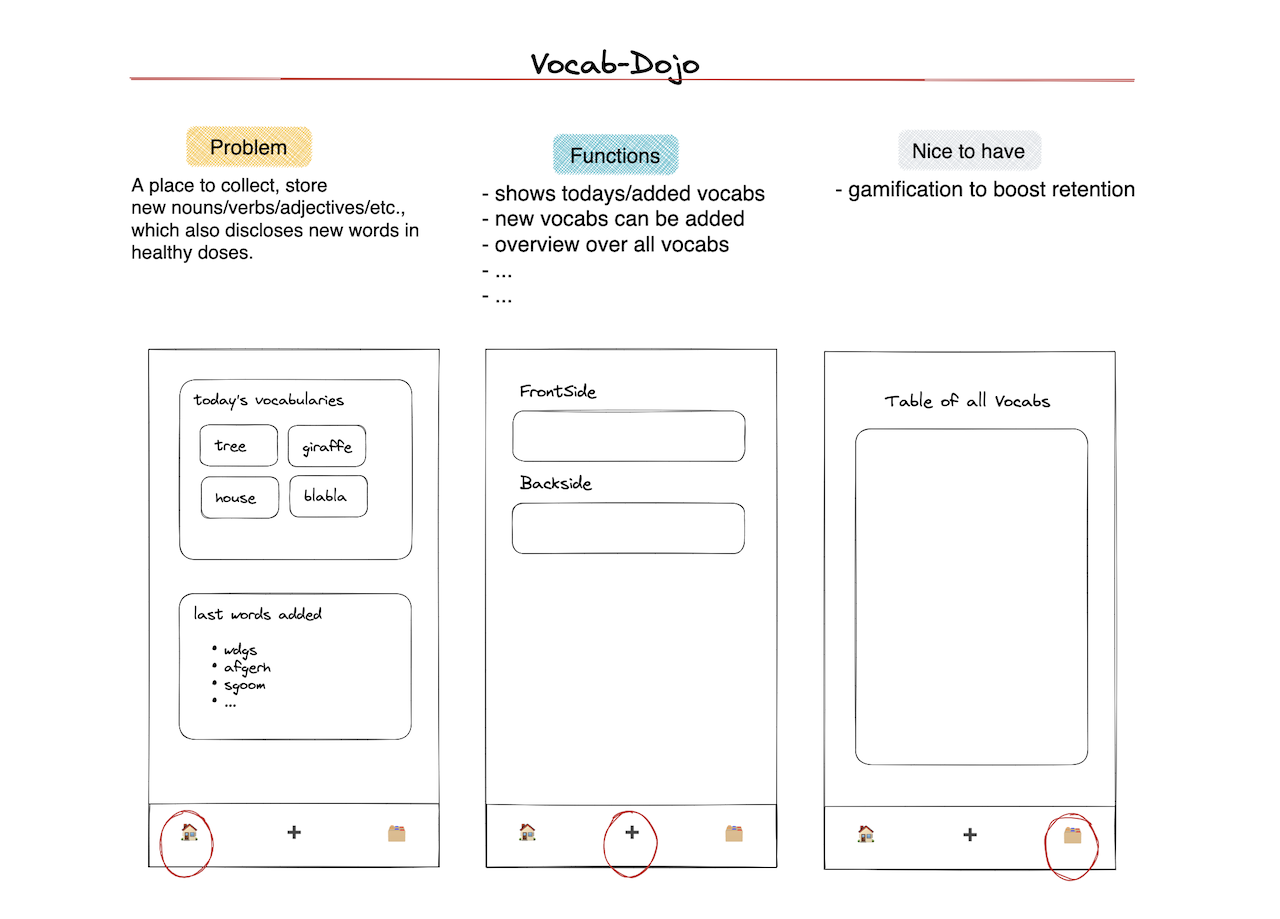 Vocab-Dojo
Problem
A place to collect, store
new nouns/verbs/adjectives/etc.,
which also discloses new words in
healthy doses.
Functions
- shows todays/added vocabs
- new vocabs can be added
- overview over all vocabs
- ...
- ...
Nice to have
- gamification to boost retention
today's vocabularies
tree
giraffe
house
blabla
last words added
• wdgs
• afgerh
• sgoom
• ...
FrontSide
Backside
Table of all Vocabs